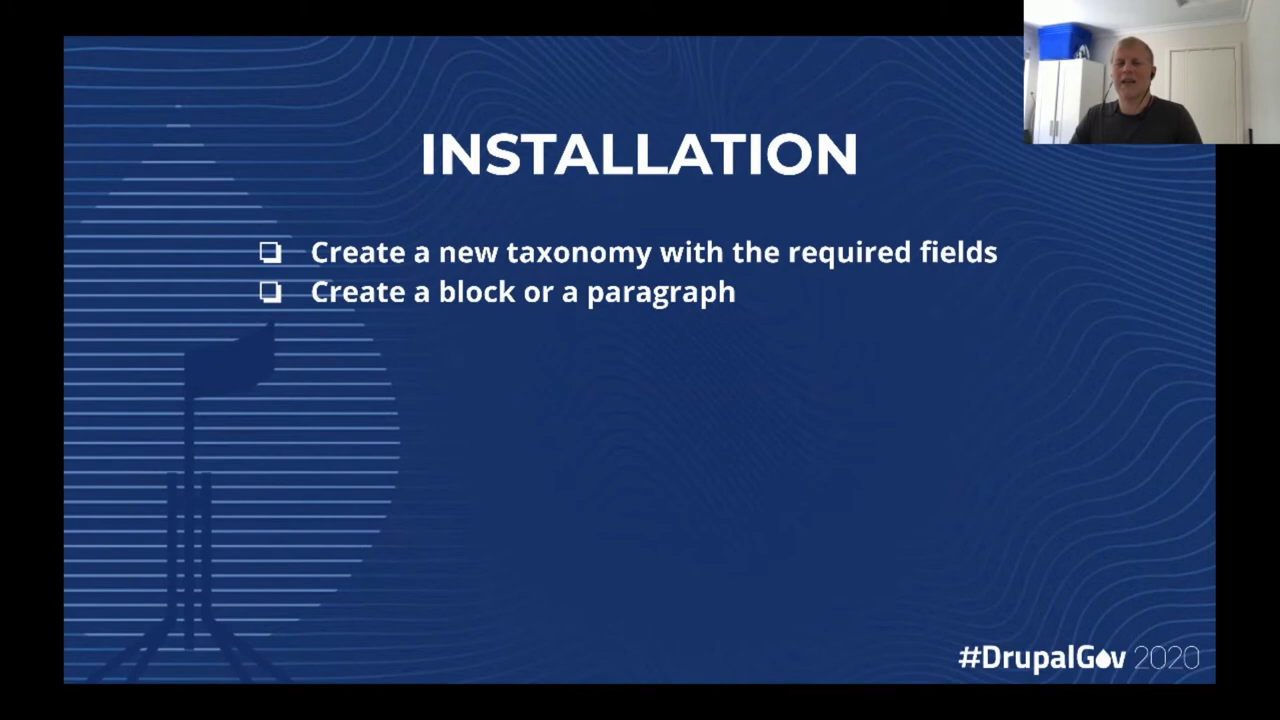 INSTALLATION
❏ Create a new taxonomy with the required fields
❏ Create a block or a paragraph
#DrupalGov 2020